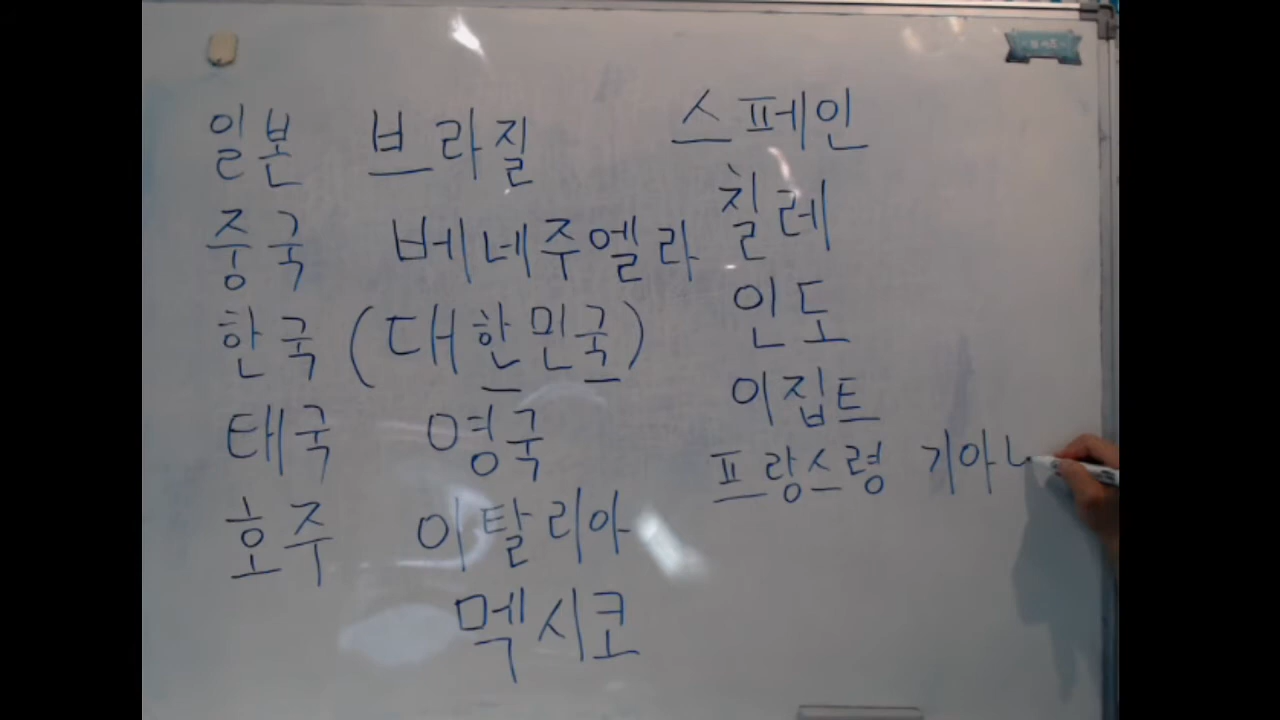 일본 브라질 스페인
중국 베네주엘라 칠레
한국 (대한민국) 인도
태국 영국 이집트
호주 이탈리아 프랑스령 기아
멕시코